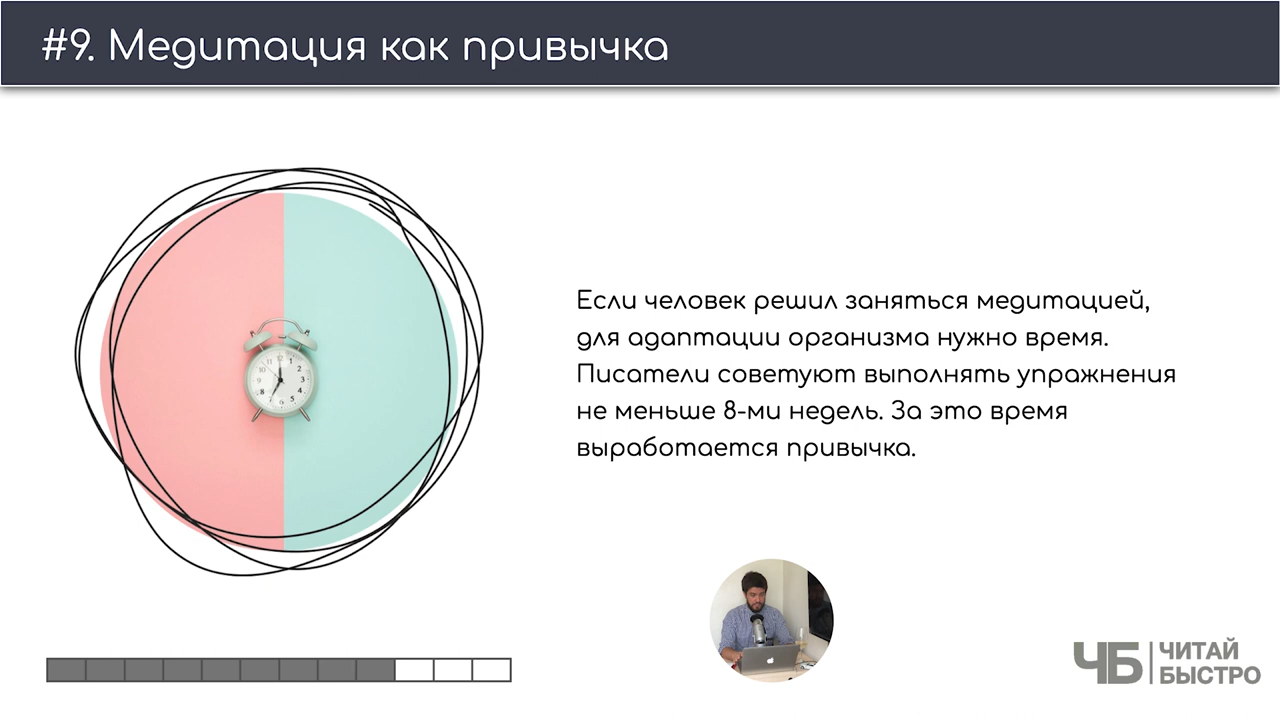 #9. Медитация как привычка
Если человек решил заняться медитацией,
для адаптации организма нужно время.
Писатели советуют выполнять упражнения
не меньше 8-ми недель. За это время
выработается привычка.
ЧБ
ЧИТАЙ
БЫСТРО